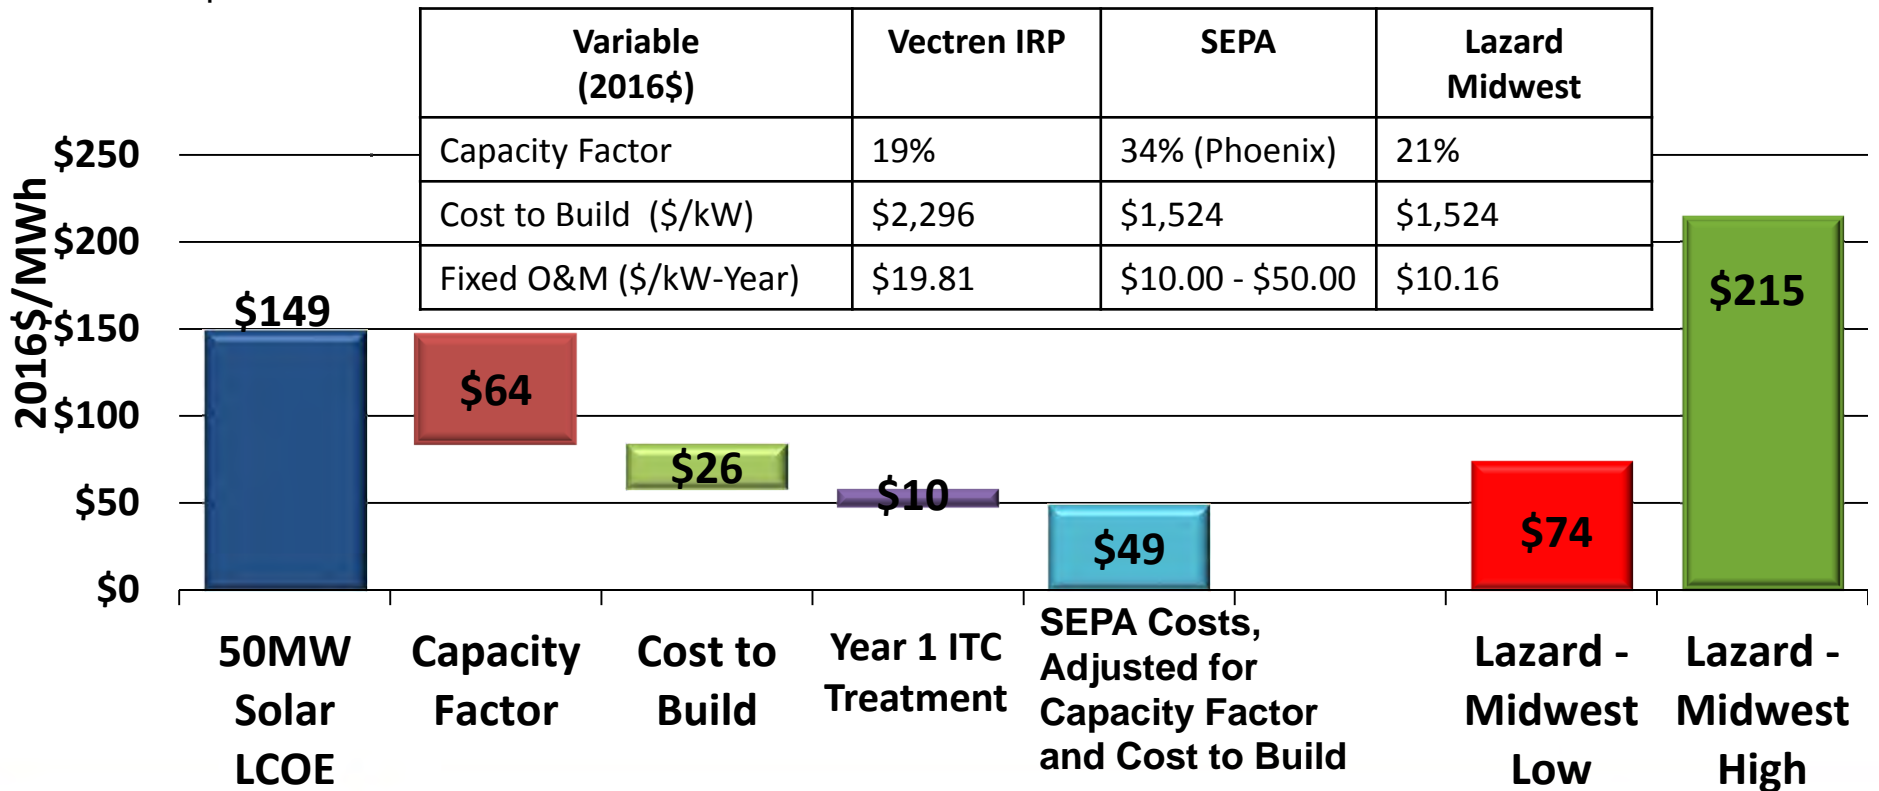 Variable Vectren IRP SEPA Lazard
(2016$) Midwest
Capacity Factor 19% 34% (Phoenix) 21%
Cost to Build ($/kW) $2,296 $1,524 $1,524
Fixed O&M ($/kW-Year) $19.81 $10.00 - $50.00 $10.16
2016$/MWh
$250
$200
$150
$100
$50
$0
$149
$64
$26
$10
$49
$74
$215
50MW
Solar
LCOE
Capacity
Factor
Cost to
Build
Year 1 ITC
Treatment
SEPA Costs,
Adjusted for
Capacity Factor
and Cost to Build
Lazard -
Midwest
Low
Lazard -
Midwest
High